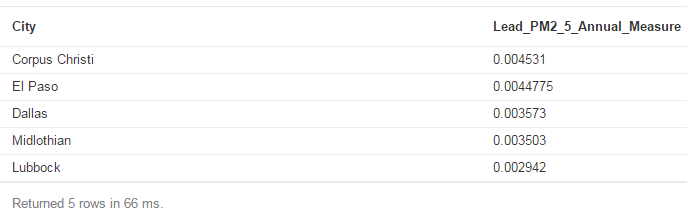 City Lead_PM2_5_Annual_Measure
Corpus Christi 0.004531
El Paso 0.0044775
Dallas 0.003573
Midlothian 0.003503
Lubbock 0.002942
Returned 5 rows in 66 ms.